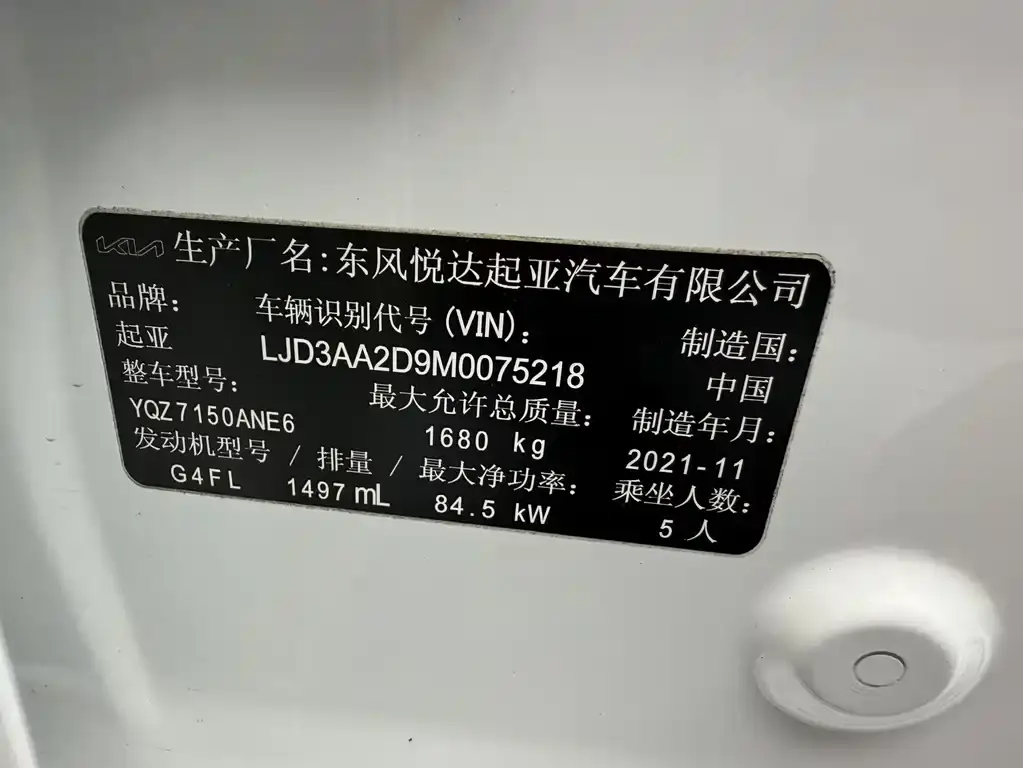 KIA 生产厂名:东风悦达起亚汽车有限公司
品牌: 车辆识别代号(VIN): 制造国:
起亚 LJD3AA2D9M0075218 中国
整车型号: 最大允许总质量: 制造年月:
YQZ7150ANE6 1680 kg 2021-11
发动机型号 / 排量 / 最大净功率: 乘坐人数:
G4FL 1497 mL 84.5 kW 5 人